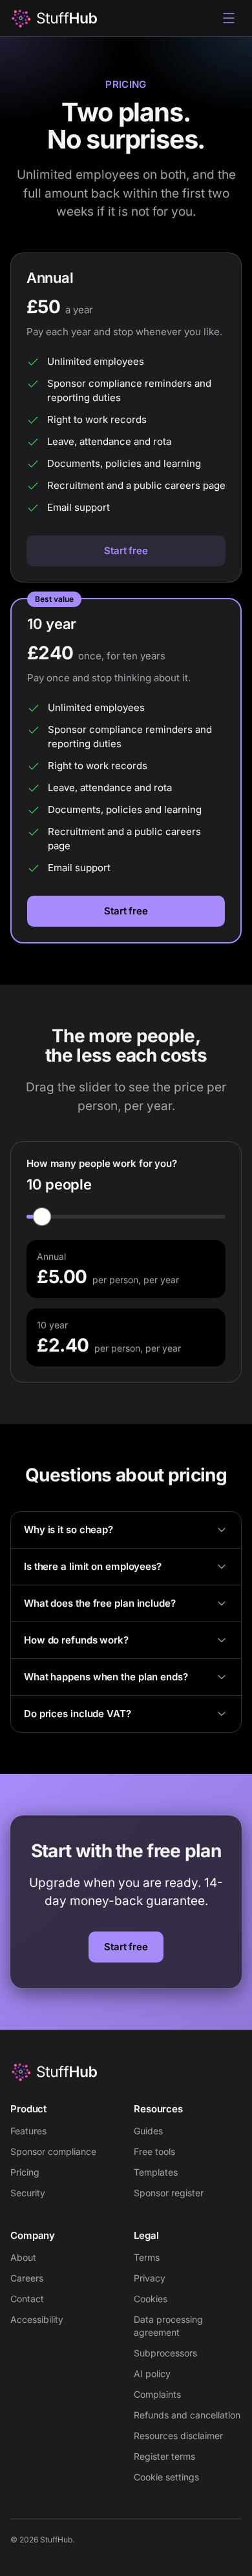 StuffHub
PRICING
Two plans.
No surprises.
Unlimited employees on both, and the
full amount back within the first two
weeks if it is not for you.
Annual
£50 a year
Pay each year and stop whenever you like.
Unlimited employees
Sponsor compliance reminders and
reporting duties
Right to work records
Leave, attendance and rota
Documents, policies and learning
Recruitment and a public careers page
Email support
Start free
Best value
10 year
£240 once, for ten years
Pay once and stop thinking about it.
Unlimited employees
Sponsor compliance reminders and
reporting duties
Right to work records
Leave, attendance and rota
Documents, policies and learning
Recruitment and a public careers
page
Email support
Start free
The more people,
the less each costs
Drag the slider to see the price per
person, per year.
How many people work for you?
10 people
Annual
£5.00 per person, per year
10 year
£2.40 per person, per year
Questions about pricing
Why is it so cheap?
Is there a limit on employees?
What does the free plan include?
How do refunds work?
What happens when the plan ends?
Do prices include VAT?
Start with the free plan
Upgrade when you are ready. 14-
day money-back guarantee.
Start free
StuffHub
Product
Features
Sponsor compliance
Pricing
Security
Resources
Guides
Free tools
Templates
Sponsor register
Company
About
Careers
Contact
Accessibility
Legal
Terms
Privacy
Cookies
Data processing
agreement
Subprocessors
AI policy
Complaints
Refunds and cancellation
Resources disclaimer
Register terms
Cookie settings
© 2026 StuffHub.